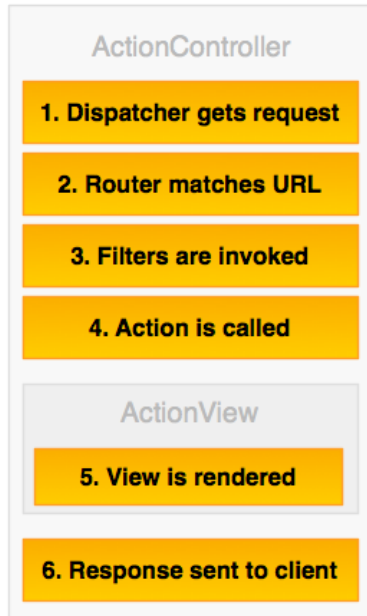 ActionController
1. Dispatcher gets request
2. Router matches URL
3. Filters are invoked
4. Action is called
ActionView
5. View is rendered
6. Response sent to client